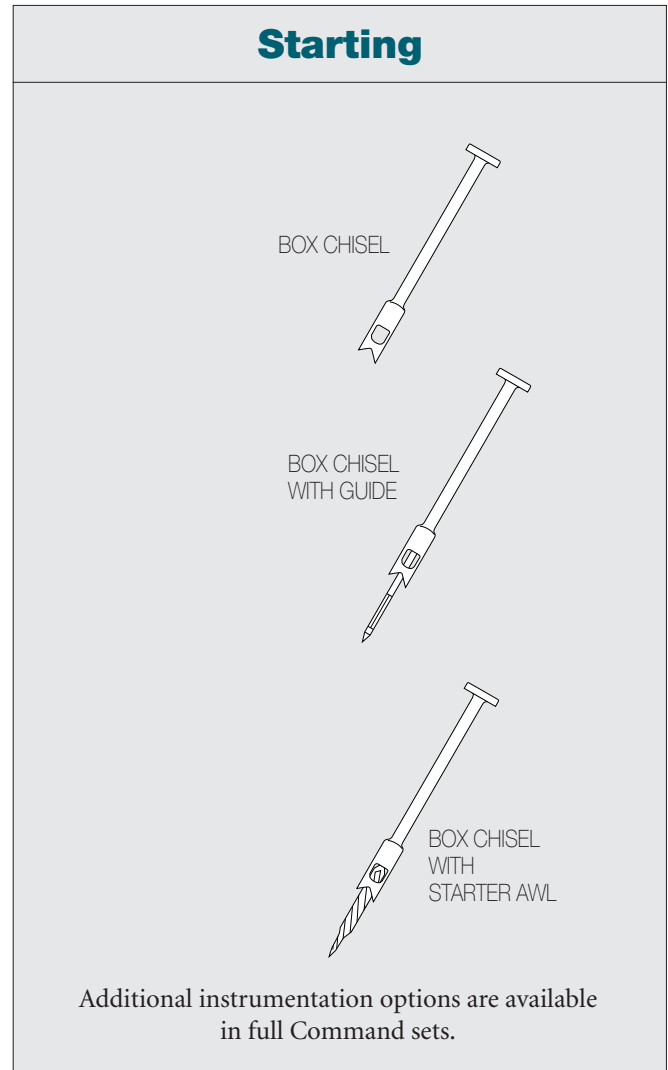 Starting
BOX CHISEL
BOX CHISEL
WITH GUIDE
BOX CHISEL
WITH
STARTER AWL
Additional instrumentation options are available
in full Command sets.